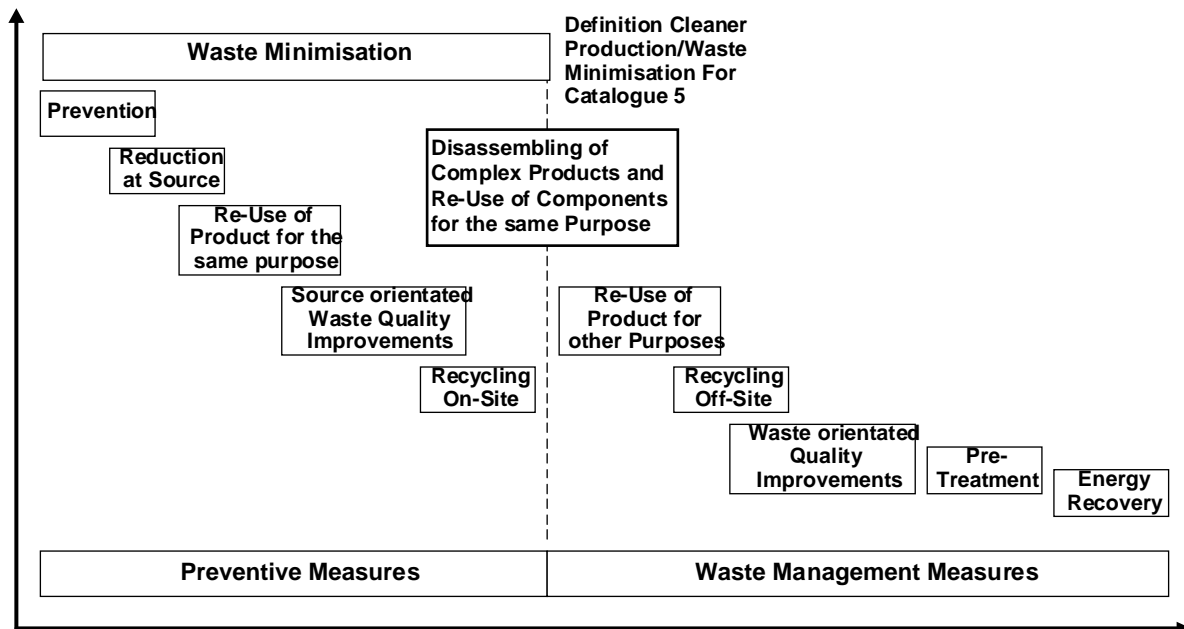 Waste Minimisation
Definition Cleaner
Production/Waste
Minimisation For
Catalogue 5
Prevention
Reduction
at Source
Re-Use of
Product for the
same purpose
Disassembling of
Complex Products and
Re-Use of Components
for the same Purpose
Source orientated
Waste Quality
Improvements
Recycling
On-Site
Re-Use of
Product for
other Purposes
Recycling
Off-Site
Waste orientated
Quality
Improvements
Pre-
Treatment
Energy
Recovery
Preventive Measures
Waste Management Measures